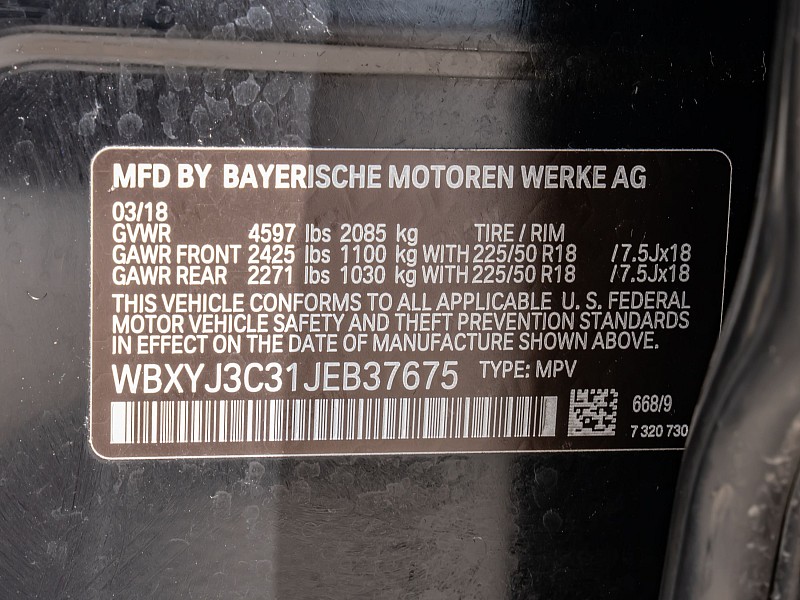 MFD BY BAYERISCHE MOTOREN WERKE AG
03/18
GVWR 4597 lbs 2085 kg TIRE / RIM
GAWR FRONT 2425 lbs 1100 kg WITH 225/50 R18 /7.5Jx18
GAWR REAR 2271 lbs 1030 kg WITH 225/50 R18 /7.5Jx18
THIS VEHICLE CONFORMS TO ALL APPLICABLE U. S. FEDERAL
MOTOR VEHICLE SAFETY AND THEFT PREVENTION STANDARDS
IN EFFECT ON THE DATE OF MANUFACTURE SHOWN ABOVE.
WBXYJ3C31JEB37675 TYPE: MPV
668/9
7 320 730